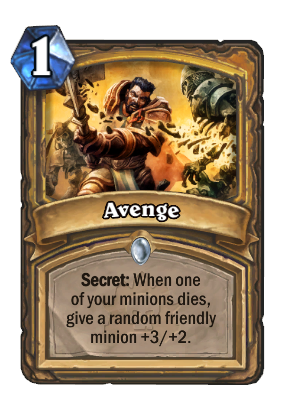 1
Avenge
Secret: When one
of your minions dies,
give a random friendly
minion +3/+2.